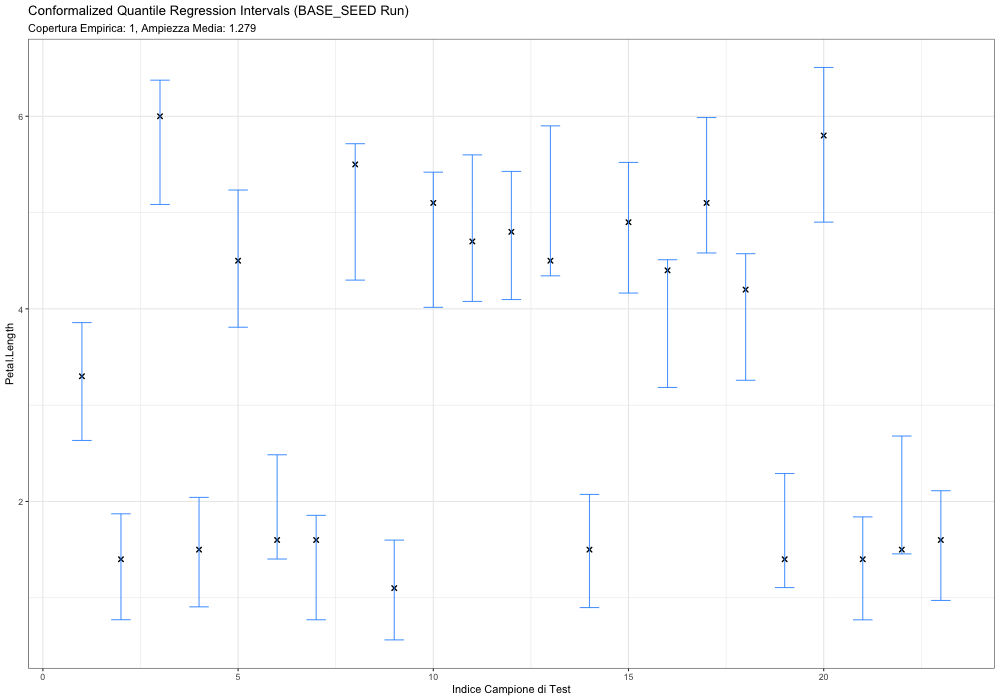 Conformalized Quantile Regression Intervals (BASE_SEED Run)
Copertura Empirica: 1, Ampiezza Media: 1.279
Petal.Length
6
4
2
0
5
10
15
20
Indice Campione di Test